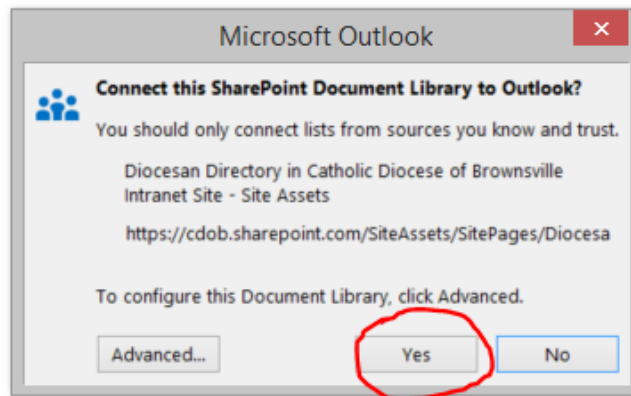 Microsoft Outlook
Connect this SharePoint Document Library to Outlook?
You should only connect lists from sources you know and trust.
Diocesan Directory in Catholic Diocese of Brownsville
Intranet Site - Site Assets
https://cdob.sharepoint.com/SiteAssets/SitePages/Diocesa
To configure this Document Library, click Advanced.
Advanced... Yes No